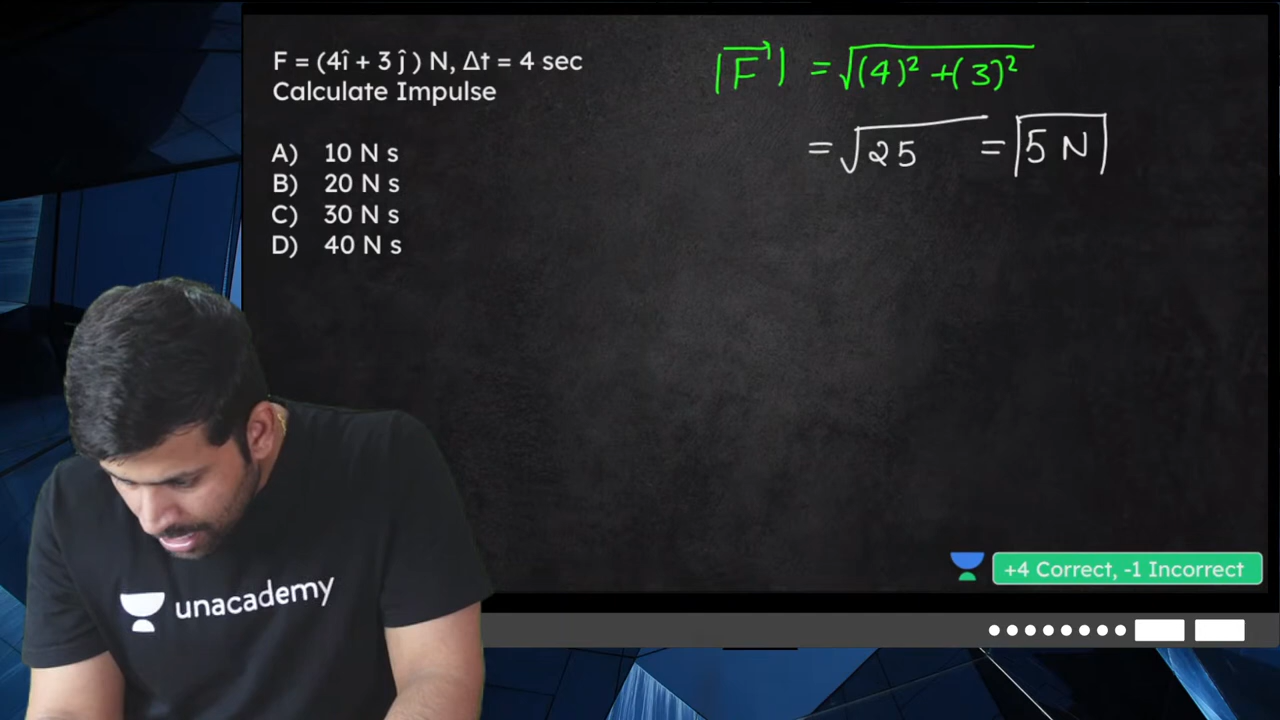 F = (4î + 3 ĵ ) N, Δt = 4 sec
Calculate Impulse
A) 10 N s
B) 20 N s
C) 30 N s
D) 40 N s
|F⃗| = √(4)² + (3)²
= √25 = 5 N
unacademy
+4 Correct, -1 Incorrect